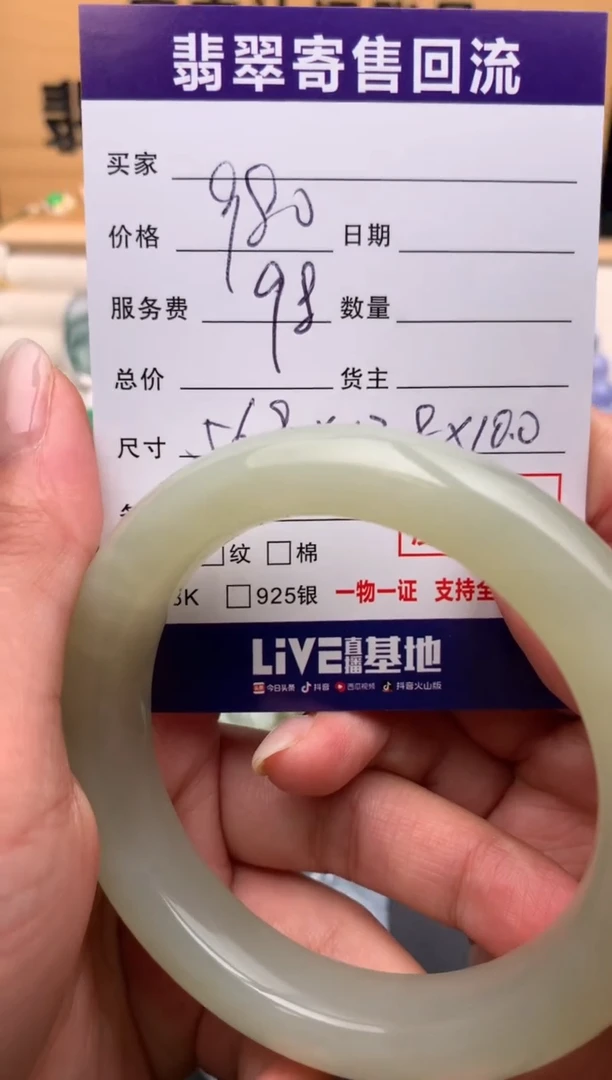 翡翠寄售回流
买家
价格 980 日期
服务费 98 数量
总价 货主
尺寸 8×10.0
纹 棉
925银 一物一证 支持全
LiVE直播基地
今日头条 抖音 西瓜视频 抖音火山版